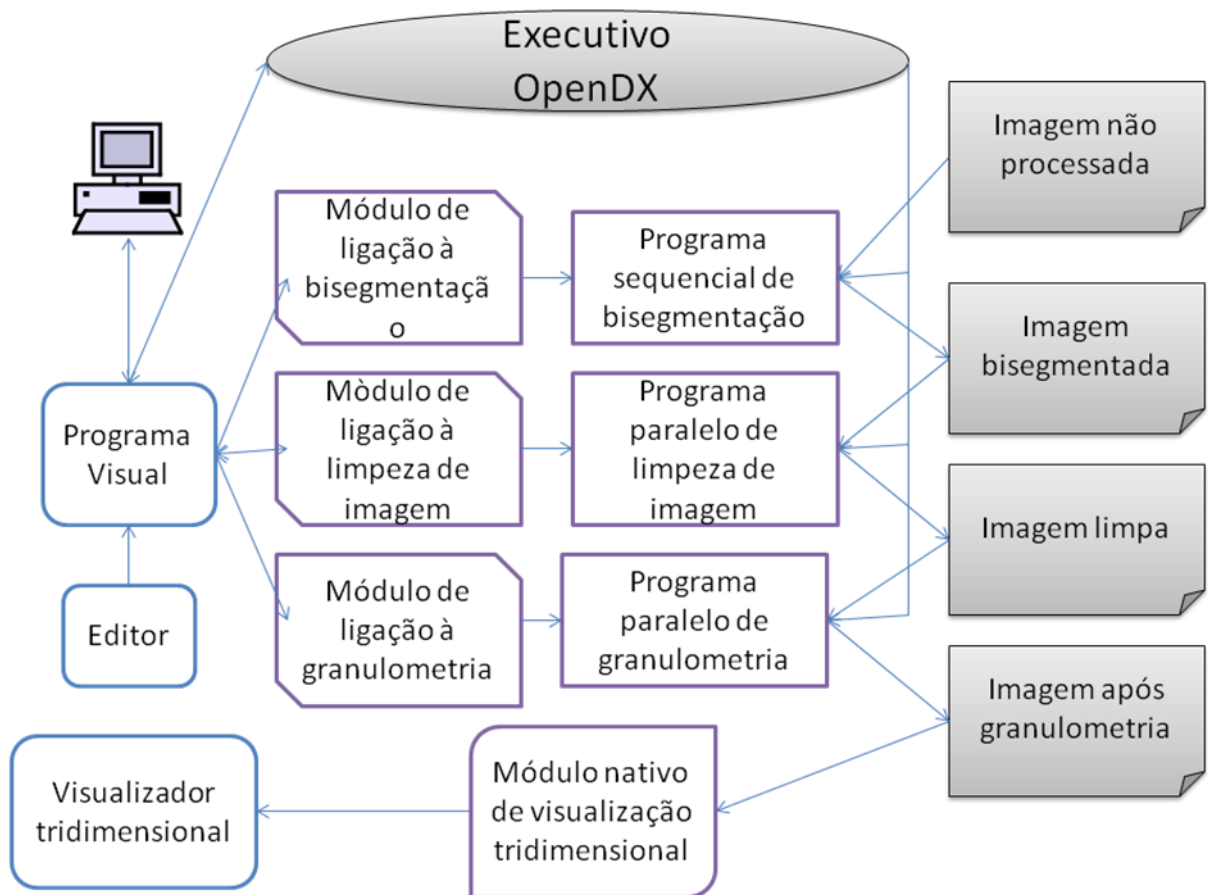 Executivo
OpenDX
Imagem não
processada
Módulo de
ligação à
bisegmentaçã
o
Programa
sequencial de
bisegmentação
Imagem
bisegmentada
Programa
Visual
Mòdulo de
ligação à
limpeza de
imagem
Programa
paralelo de
limpeza de
imagem
Imagem limpa
Editor
Módulo de
ligação à
granulometria
Programa
paralelo de
granulometria
Imagem após
granulometria
Visualizador
tridimensional
Módulo nativo
de visualização
tridimensional